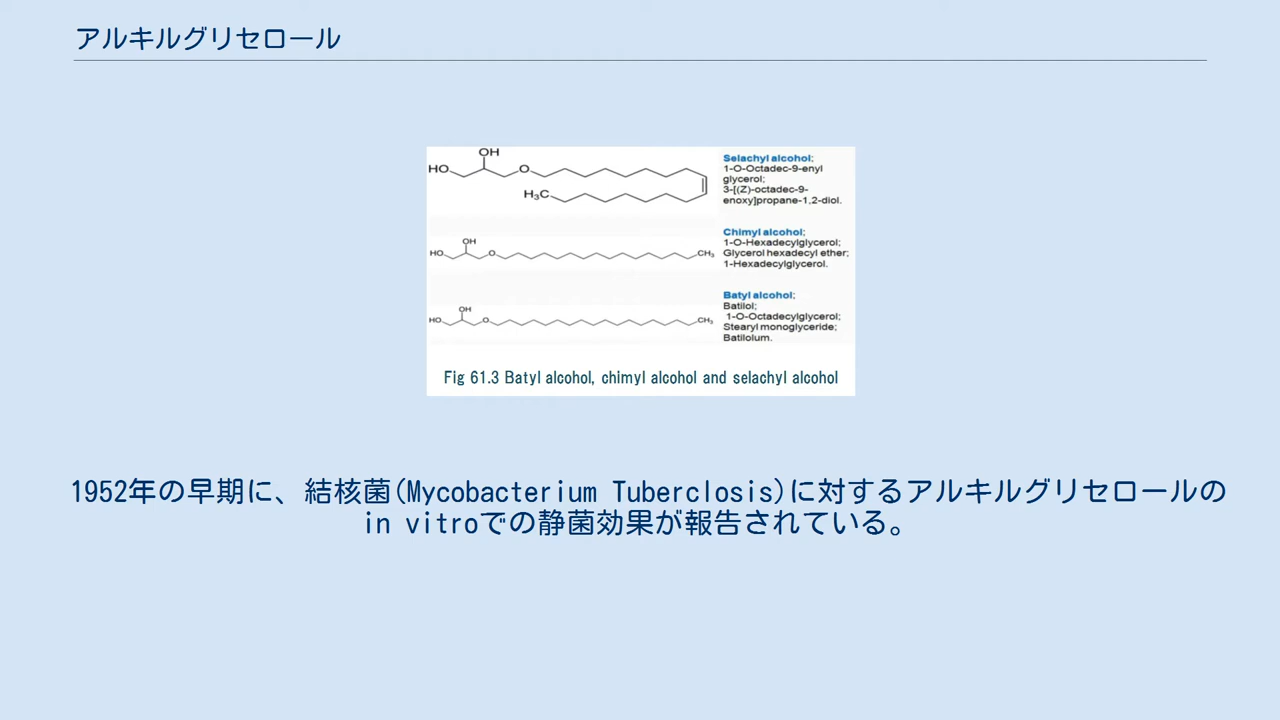 アルキルグリセロール
OH
HO
O
H₃C
Selachyl alcohol;
1-O-Octadec-9-enyl
glycerol;
3-[(Z)-octadec-9-
enoxy]propane-1,2-diol.
OH
HO
O
CH₃
Chimyl alcohol;
1-O-Hexadecylglycerol;
Glycerol hexadecyl ether;
1-Hexadecylglycerol.
OH
HO
O
CH₃
Batyl alcohol;
Batilol;
1-O-Octadecylglycerol;
Stearyl monoglyceride;
Batilolum.
Fig 61.3 Batyl alcohol, chimyl alcohol and selachyl alcohol
1952年の早期に、結核菌(Mycobacterium Tuberclosis)に対するアルキルグリセロールの
in vitroでの静菌効果が報告されている。